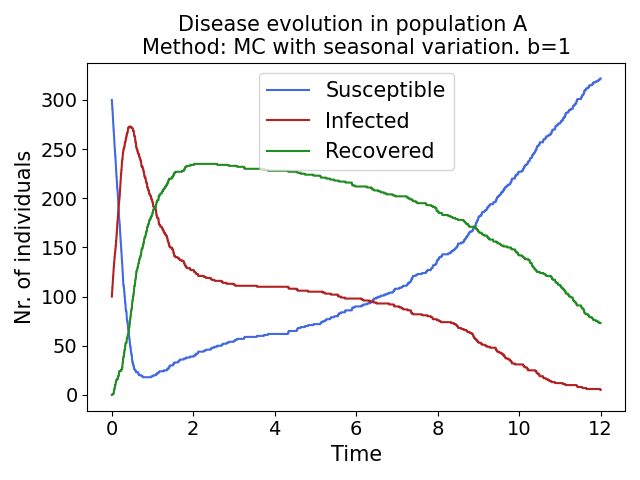 Disease evolution in population A
Method: MC with seasonal variation. b=1
Susceptible
Infected
Recovered
Nr. of individuals
300
250
200
150
100
50
0
0 2 4 6 8 10 12
Time